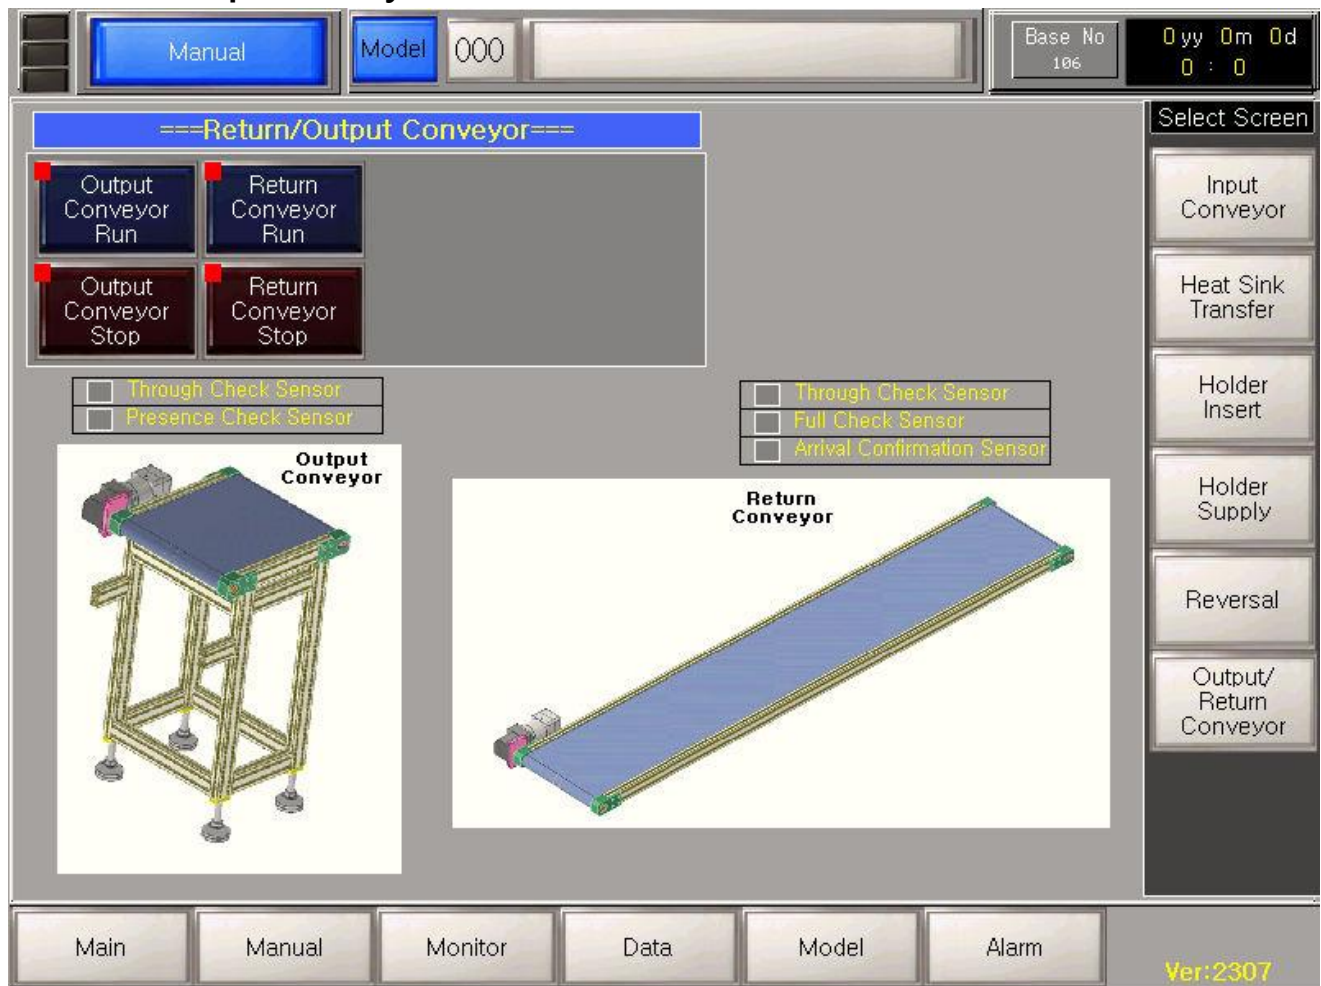 Manual
Model
000
Base No
106
0 yy 0m 0d
0 : 0
===Return/Output Conveyor===
Output
Conveyor
Run
Return
Conveyor
Run
Output
Conveyor
Stop
Return
Conveyor
Stop
Through Check Sensor
Presence Check Sensor
Through Check Sensor
Full Check Sensor
Arrival Confirmation Sensor
Output
Conveyor
Return
Conveyor
Select Screen
Input
Conveyor
Heat Sink
Transfer
Holder
Insert
Holder
Supply
Reversal
Output/
Return
Conveyor
Main
Manual
Monitor
Data
Model
Alarm
Ver:2307